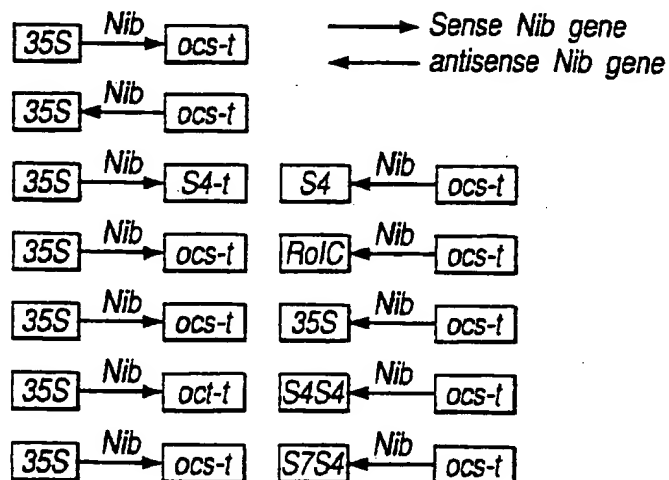 35S Nib ocs-t Sense Nib gene
antisense Nib gene
35S Nib ocs-t
35S Nib S4-t S4 Nib ocs-t
35S Nib ocs-t RolC Nib ocs-t
35S Nib ocs-t 35S Nib ocs-t
35S Nib oct-t S4S4 Nib ocs-t
35S Nib ocs-t S7S4 Nib ocs-t